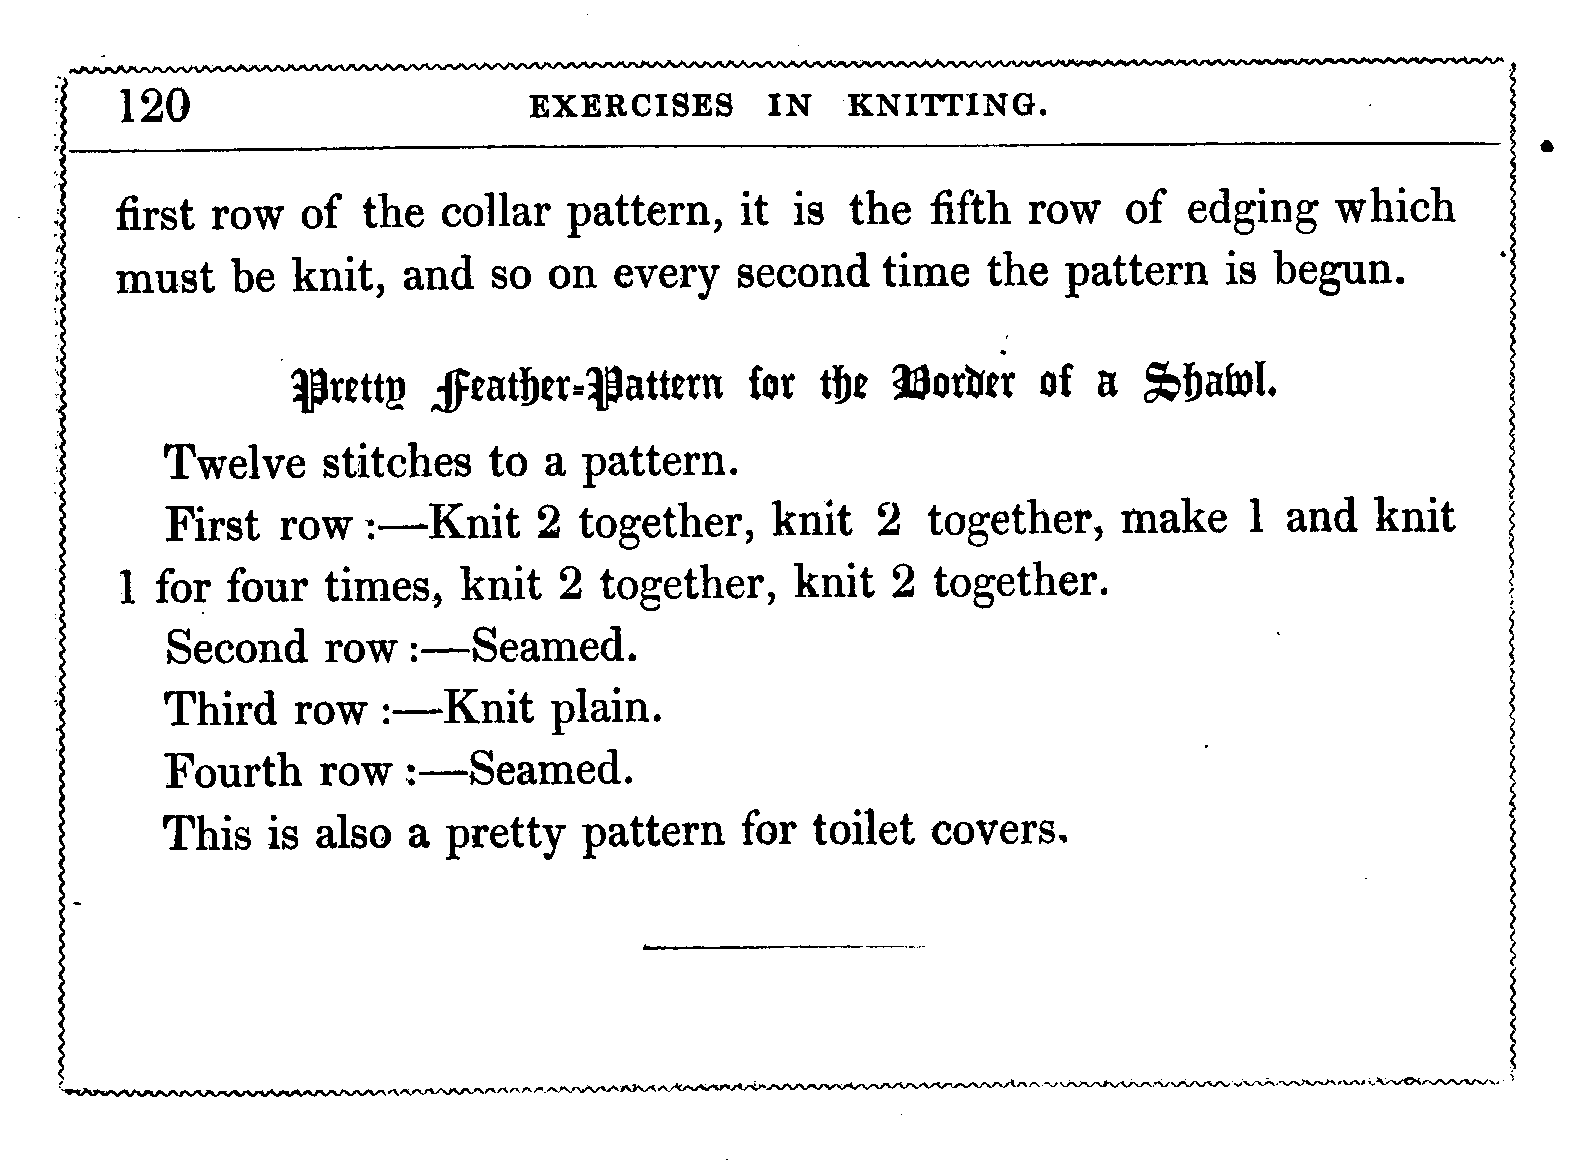 120 EXERCISES IN KNITTING.
first row of the collar pattern, it is the fifth row of edging which
must be knit, and so on every second time the pattern is begun.
Pretty Feather-Pattern for the Border of a Shawl.
Twelve stitches to a pattern.
First row :—Knit 2 together, knit 2 together, make 1 and knit
1 for four times, knit 2 together, knit 2 together.
Second row :—Seamed.
Third row :—Knit plain.
Fourth row :—Seamed.
This is also a pretty pattern for toilet covers.